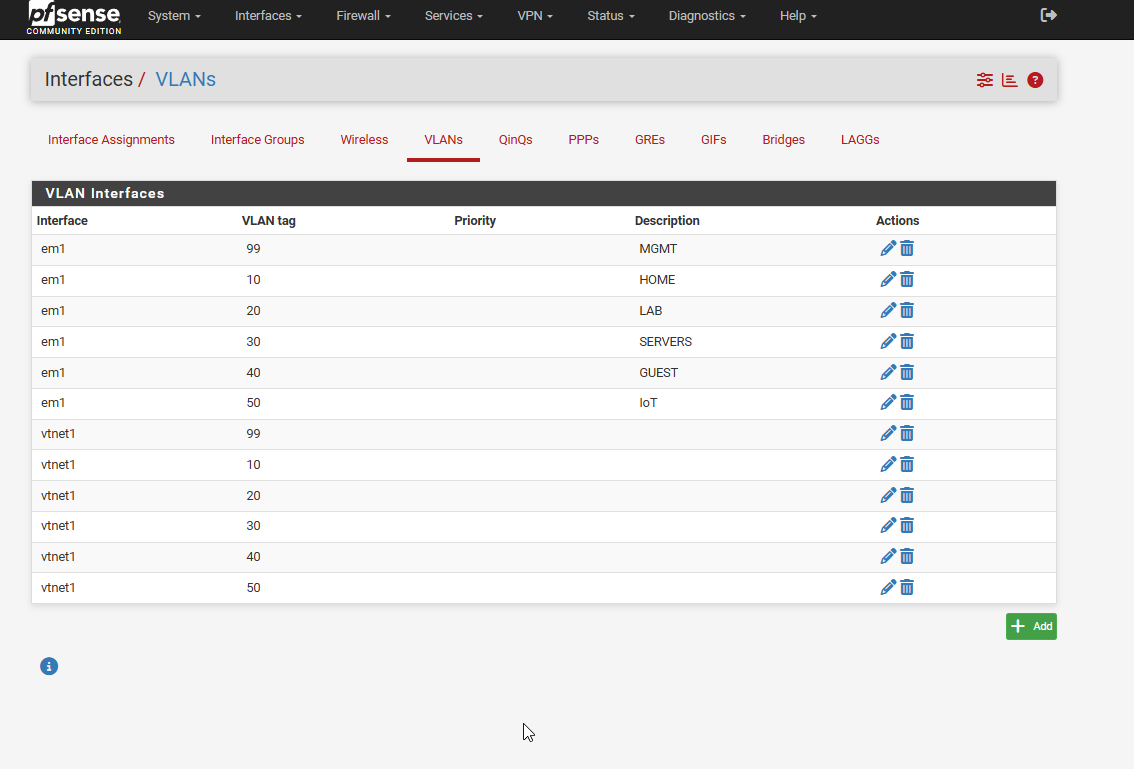 pfsense
COMMUNITY EDITION
System Interfaces Firewall Services VPN Status Diagnostics Help
Interfaces / VLANs
Interface Assignments Interface Groups Wireless VLANs QinQs PPPs GREs GIFs Bridges LAGGs
VLAN Interfaces
Interface VLAN tag Priority Description Actions
em1 99 MGMT
em1 10 HOME
em1 20 LAB
em1 30 SERVERS
em1 40 GUEST
em1 50 IoT
vtnet1 99
vtnet1 10
vtnet1 20
vtnet1 30
vtnet1 40
vtnet1 50
Add